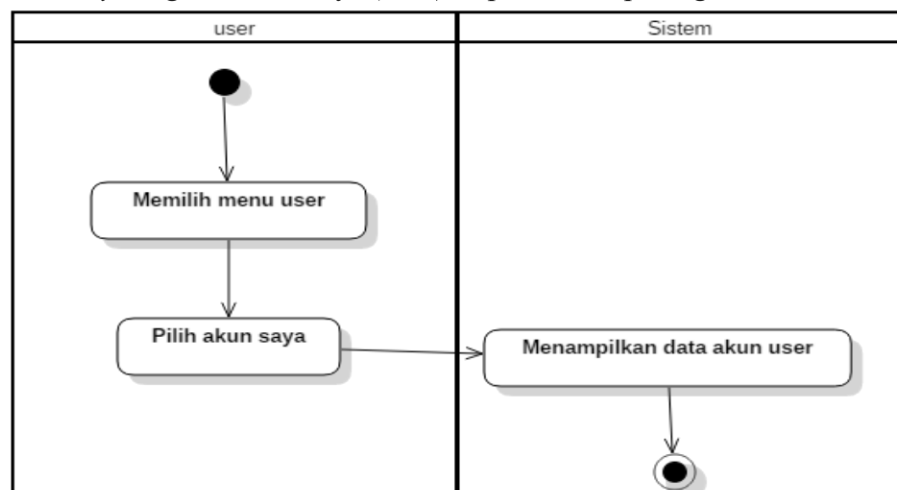 user
Sistem
Memilih menu user
Pilih akun saya
Menampilkan data akun user